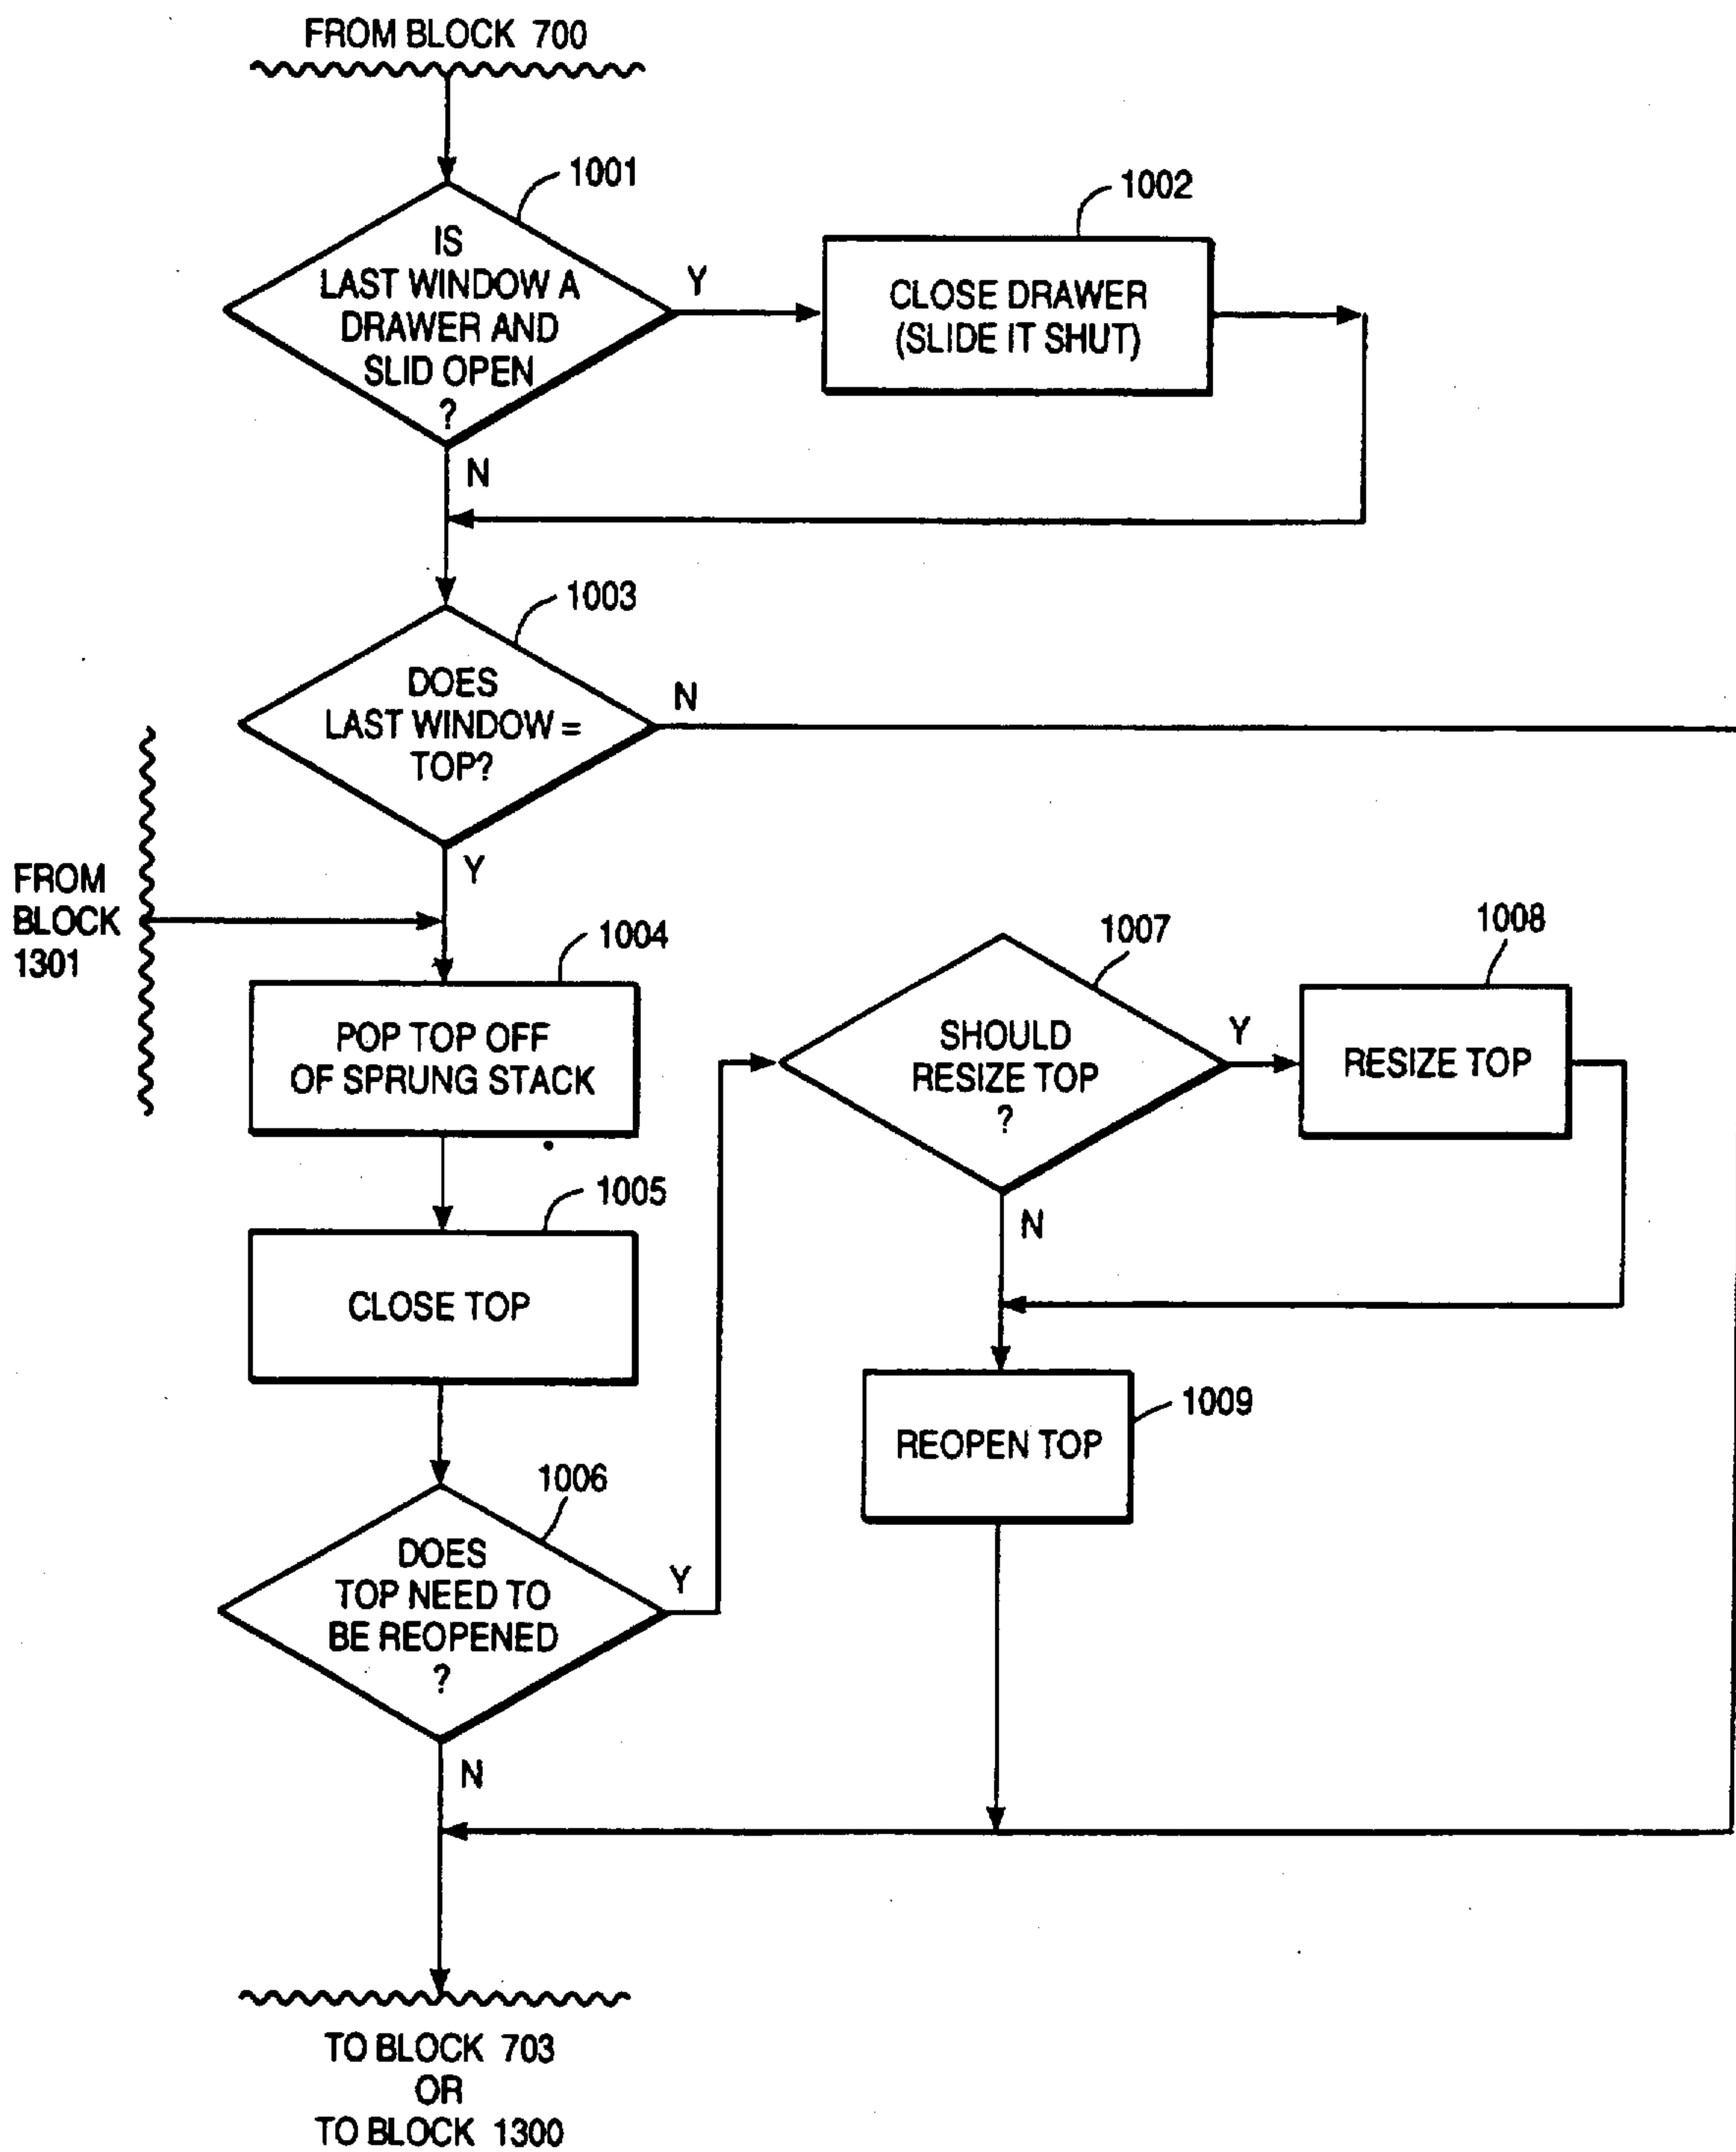 FROM BLOCK 700
1001
IS
LAST WINDOW A
DRAWER AND
SLID OPEN
?
Y
N
1002
CLOSE DRAWER
(SLIDE IT SHUT)
1003
DOES
LAST WINDOW =
TOP?
N
Y
FROM
BLOCK
1301
1004
POP TOP OFF
OF SPRUNG STACK
1005
CLOSE TOP
1006
DOES
TOP NEED TO
BE REOPENED
?
Y
N
1007
SHOULD
RESIZE TOP
?
Y
N
1008
RESIZE TOP
1009
REOPEN TOP
TO BLOCK 703
OR
TO BLOCK 1300